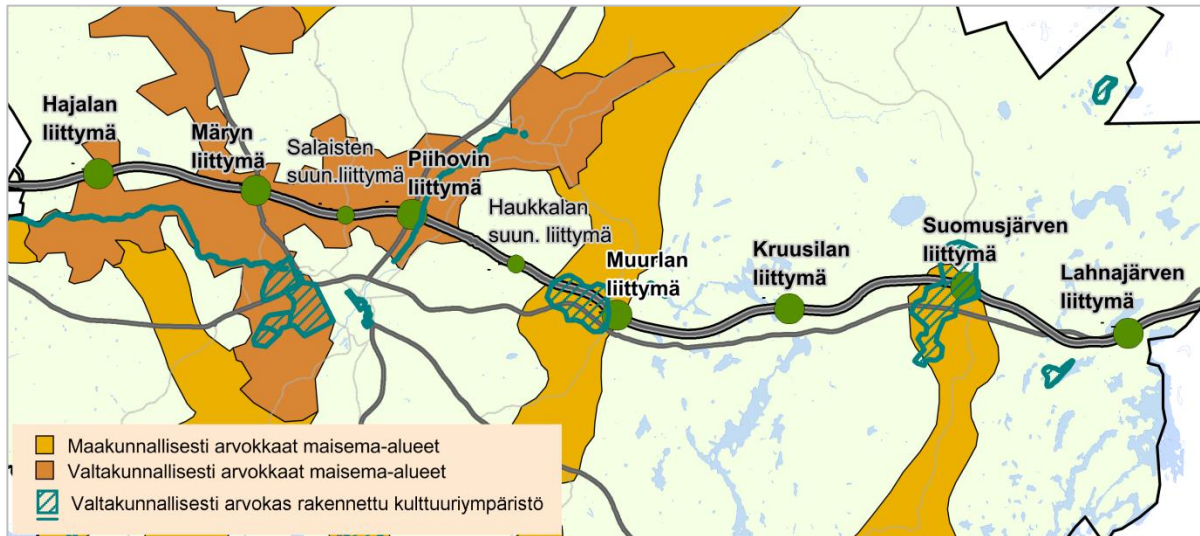 Hajalan
liittymä
Märyn
liittymä
Salaisten
suun.liittymä
Piihovin
liittymä
Haukkalan
suun. liittymä
Muurlan
liittymä
Kruusilan
liittymä
Suomusjärven
liittymä
Lahnajärven
liittymä
Maakunnallisesti arvokkaat maisema-alueet
Valtakunnallisesti arvokkaat maisema-alueet
Valtakunnallisesti arvokas rakennettu kulttuuriympäristö